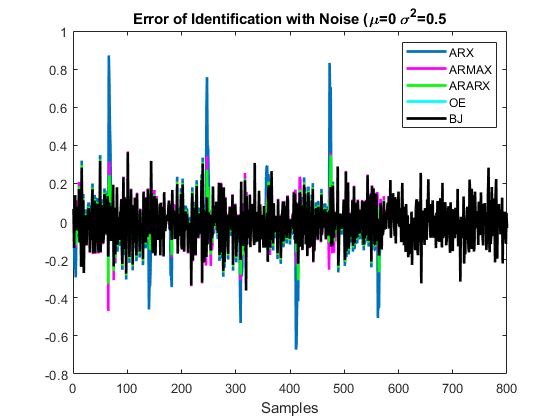 Error of Identification with Noise (μ=0 σ²=0.5
1
0.8
0.6
0.4
0.2
0
-0.2
-0.4
-0.6
-0.8
0 100 200 300 400 500 600 700 800
Samples
ARX
ARMAX
ARARX
OE
BJ